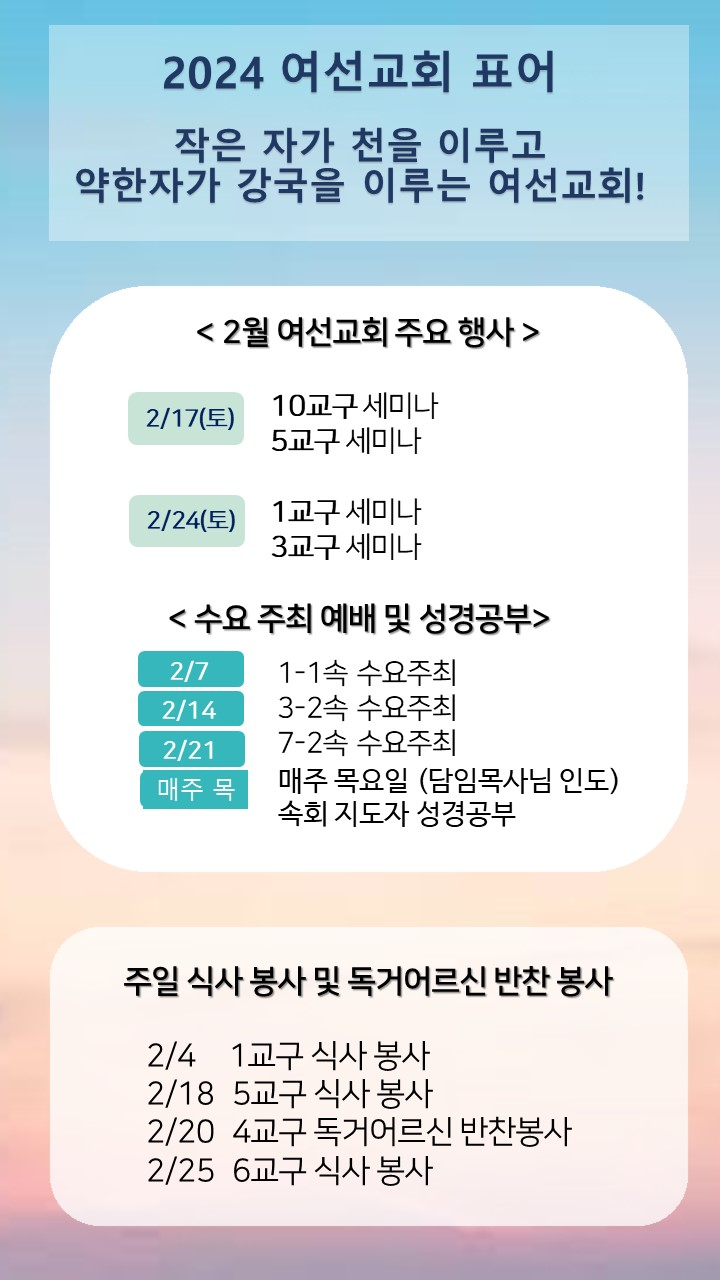 2024 여선교회 표어
작은 자가 천을 이루고
약한자가 강국을 이루는 여선교회!
< 2월 여선교회 주요 행사 >
2/17(토) 10교구 세미나
5교구 세미나
2/24(토) 1교구 세미나
3교구 세미나
< 수요 주최 예배 및 성경공부>
2/7 1-1속 수요주최
2/14 3-2속 수요주최
2/21 7-2속 수요주최
매주 목 매주 목요일 (담임목사님 인도)
속회 지도자 성경공부
주일 식사 봉사 및 독거어르신 반찬 봉사
2/4 1교구 식사 봉사
2/18 5교구 식사 봉사
2/20 4교구 독거어르신 반찬봉사
2/25 6교구 식사 봉사